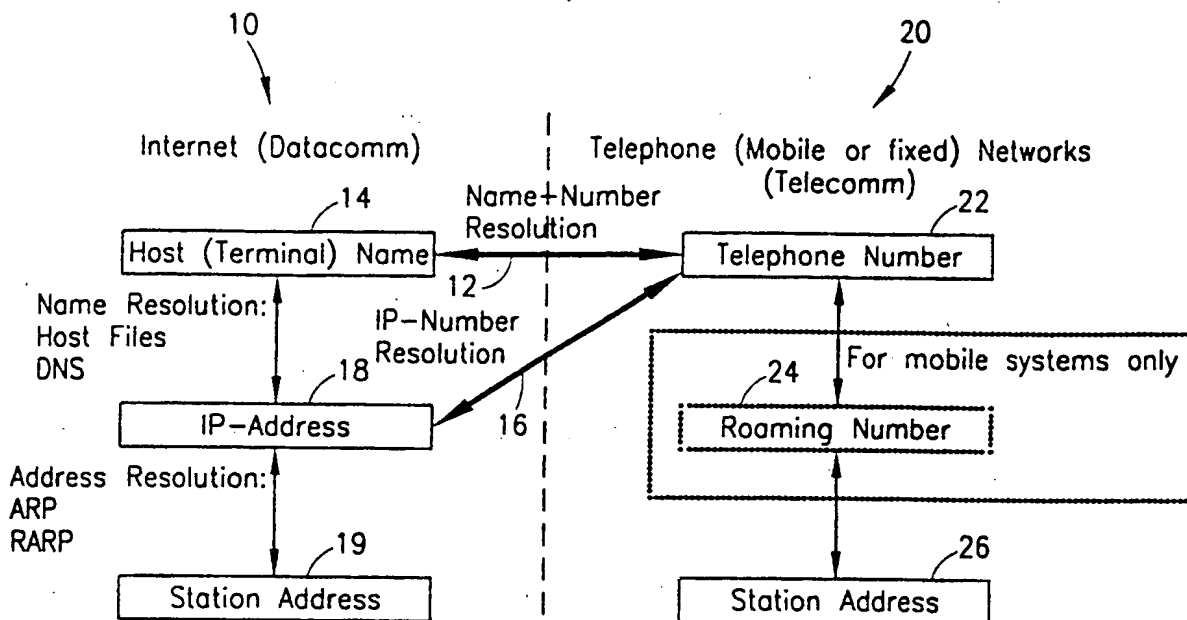 10
20
Internet (Datacomm)
Telephone (Mobile or fixed) Networks
(Telecomm)
14
Name-Number
Resolution
22
Host (Terminal) Name
Telephone Number
12
Name Resolution:
Host Files
DNS
IP-Number
Resolution
For mobile systems only
18
16
24
IP-Address
Roaming Number
Address Resolution:
ARP
RARP
19
26
Station Address
Station Address